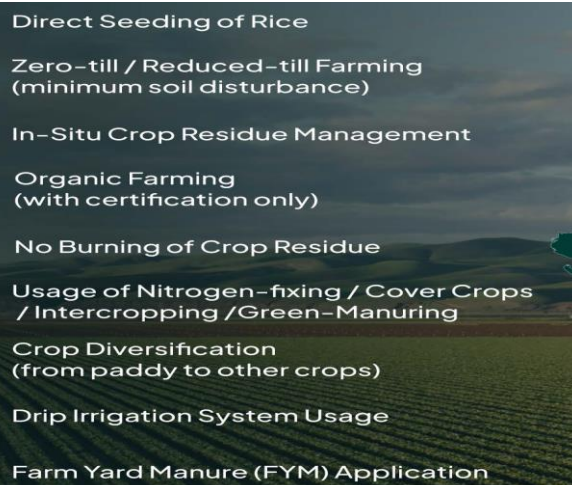 Direct Seeding of Rice
Zero-till / Reduced-till Farming
(minimum soil disturbance)
In-Situ Crop Residue Management
Organic Farming
(with certification only)
No Burning of Crop Residue
Usage of Nitrogen-fixing / Cover Crops
/ Intercropping /Green-Manuring
Crop Diversification
(from paddy to other crops)
Drip Irrigation System Usage
Farm Yard Manure (FYM) Application